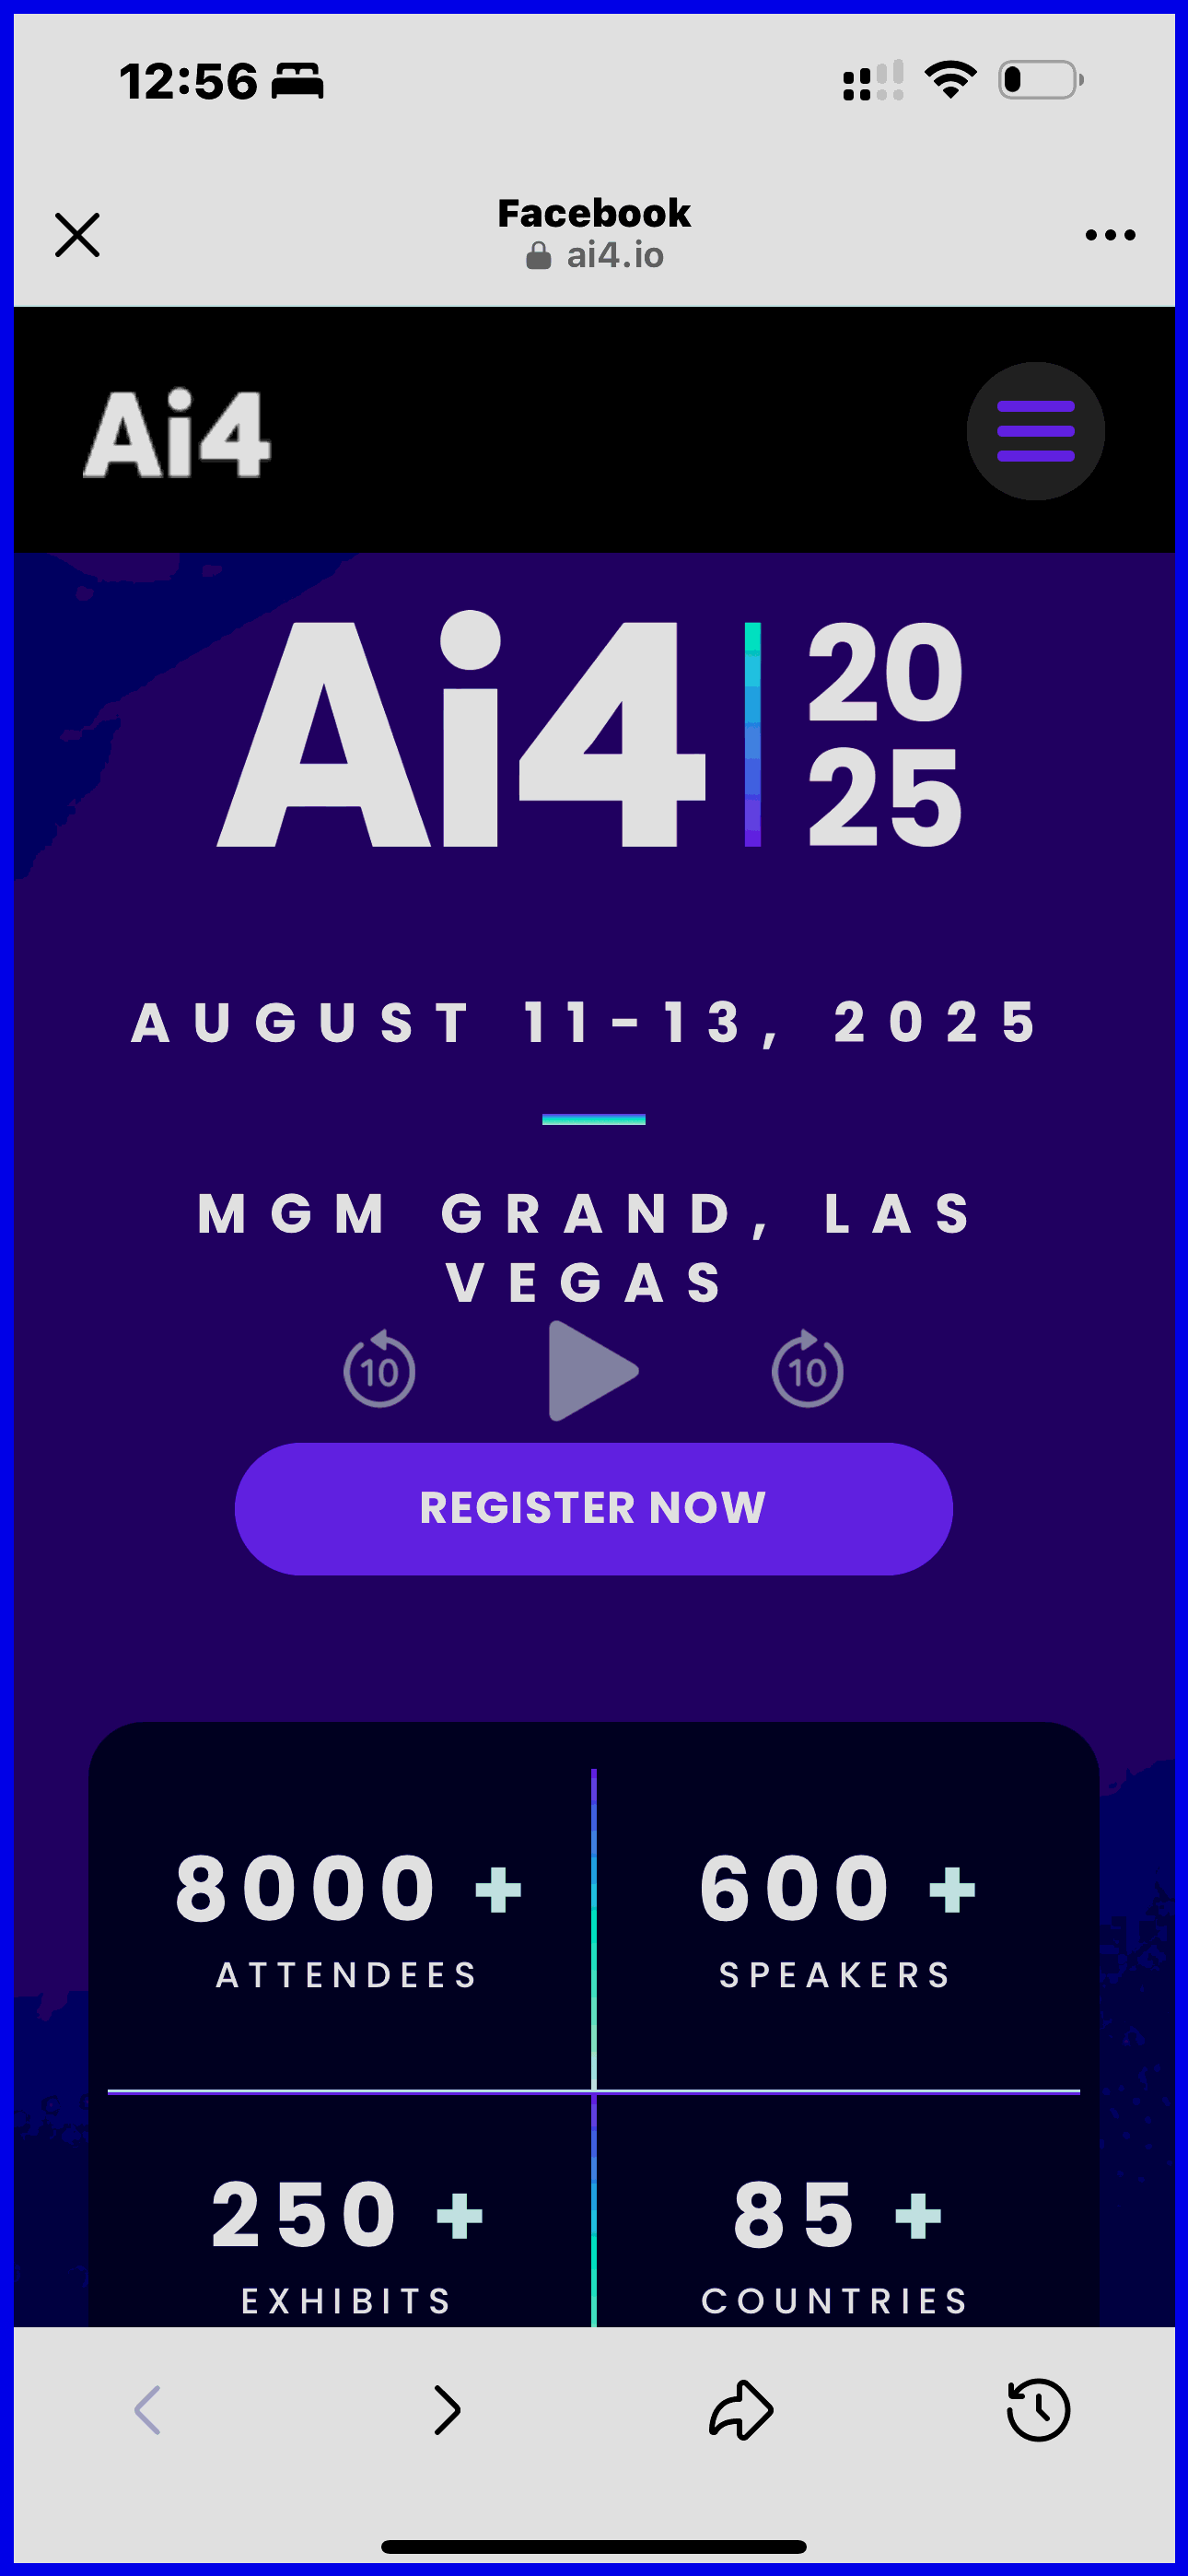 12:56
Facebook
ai4.io
Ai4
Ai4 20
25
AUGUST 11-13, 2025
MGM GRAND, LAS
VEGAS
10 10
REGISTER NOW
8000 + 600 +
ATTENDEES SPEAKERS
250 + 85 +
EXHIBITS COUNTRIES